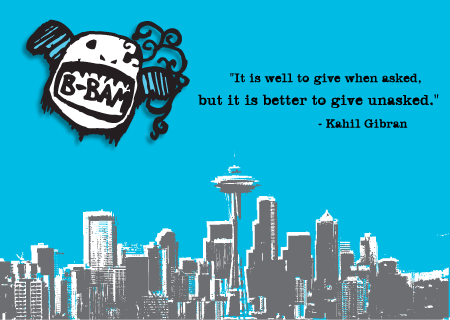 B-BAM
"It is well to give when asked,
but it is better to give unasked."
- Kahil Gibran